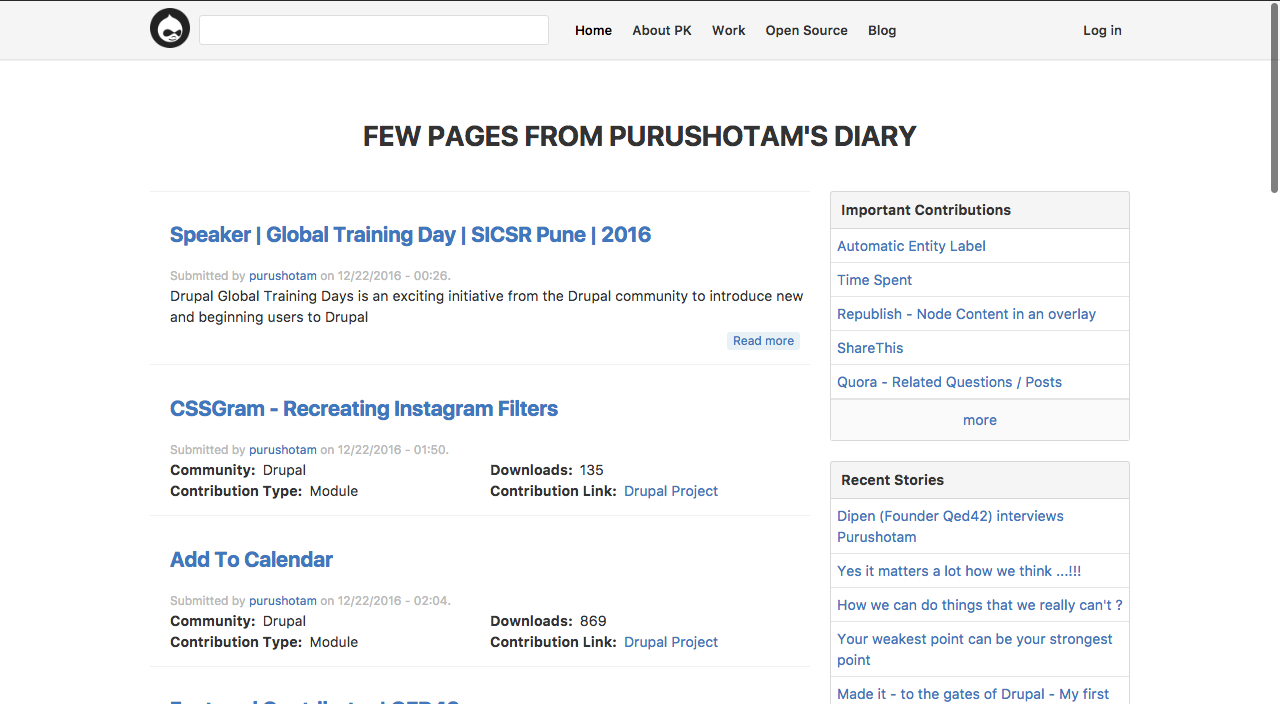 Home About PK Work Open Source Blog Log in
FEW PAGES FROM PURUSHOTAM'S DIARY
Speaker | Global Training Day | SICSR Pune | 2016
Submitted by purushotam on 12/22/2016 - 00:26.
Drupal Global Training Days is an exciting initiative from the Drupal community to introduce new
and beginning users to Drupal
Read more
CSSGram - Recreating Instagram Filters
Submitted by purushotam on 12/22/2016 - 01:50.
Community: Drupal Downloads: 135
Contribution Type: Module Contribution Link: Drupal Project
Add To Calendar
Submitted by purushotam on 12/22/2016 - 02:04.
Community: Drupal Downloads: 869
Contribution Type: Module Contribution Link: Drupal Project
Important Contributions
Automatic Entity Label
Time Spent
Republish - Node Content in an overlay
ShareThis
Quora - Related Questions / Posts
more
Recent Stories
Dipen (Founder Qed42) interviews
Purushotam
Yes it matters a lot how we think ...!!!
How we can do things that we really can't ?
Your weakest point can be your strongest
point
Made it - to the gates of Drupal - My first